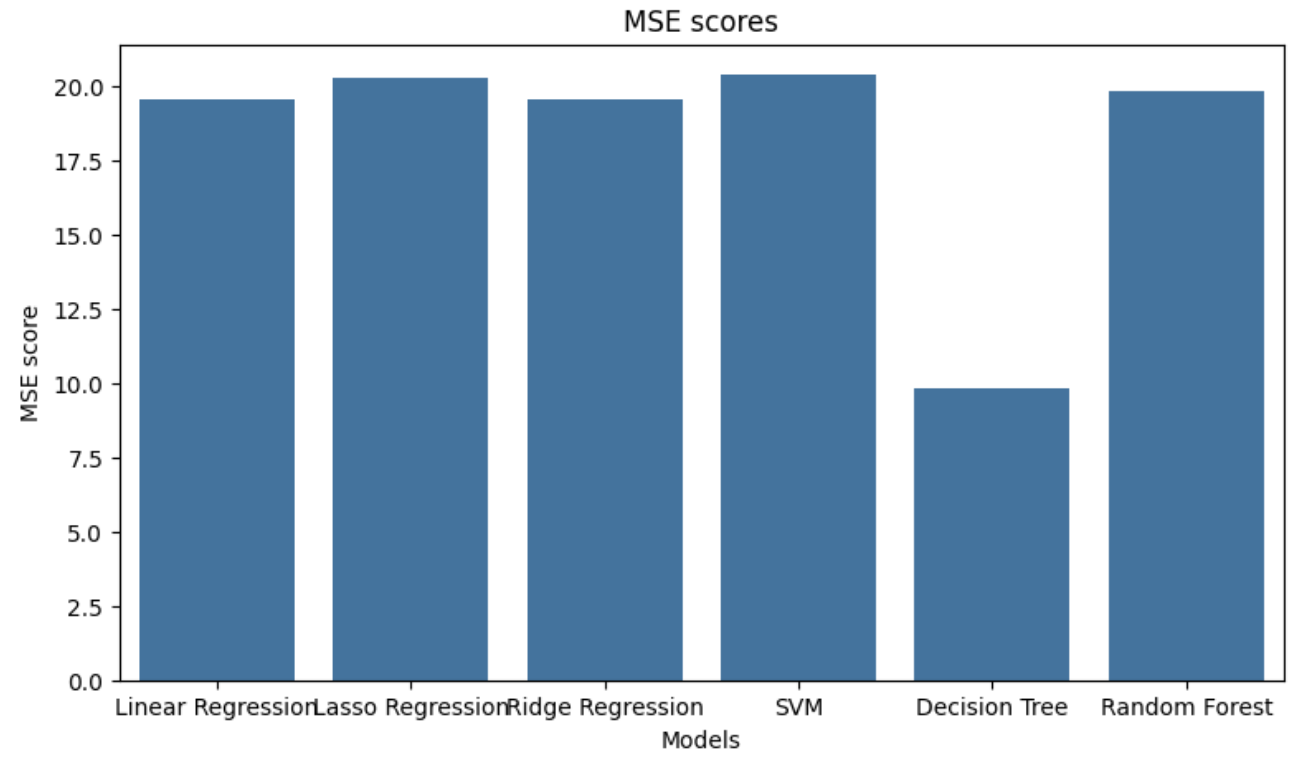 MSE scores
MSE score
20.0
17.5
15.0
12.5
10.0
7.5
5.0
2.5
0.0
Linear Regression Lasso Regression Ridge Regression SVM Decision Tree Random Forest
Models